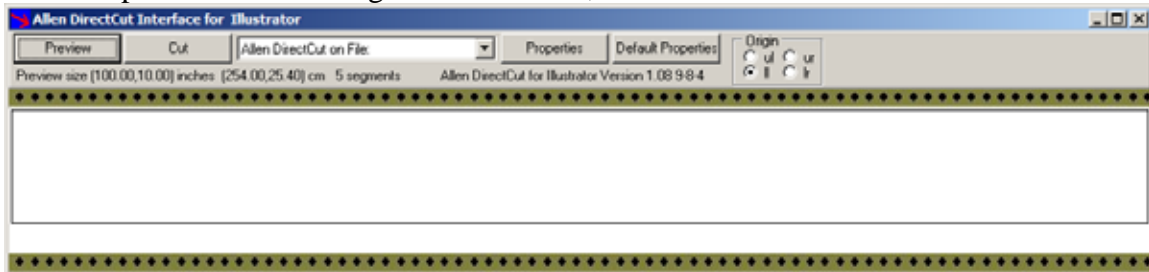 Allen DirectCut Interface for Illustrator
Preview Cut Allen DirectCut on File: Properties Default Properties Origin
ul ur
ll lr
Preview size (100.00,10.00) inches (254.00,25.40) cm 5 segments Allen DirectCut for Illustrator Version 1.08 9-8-4